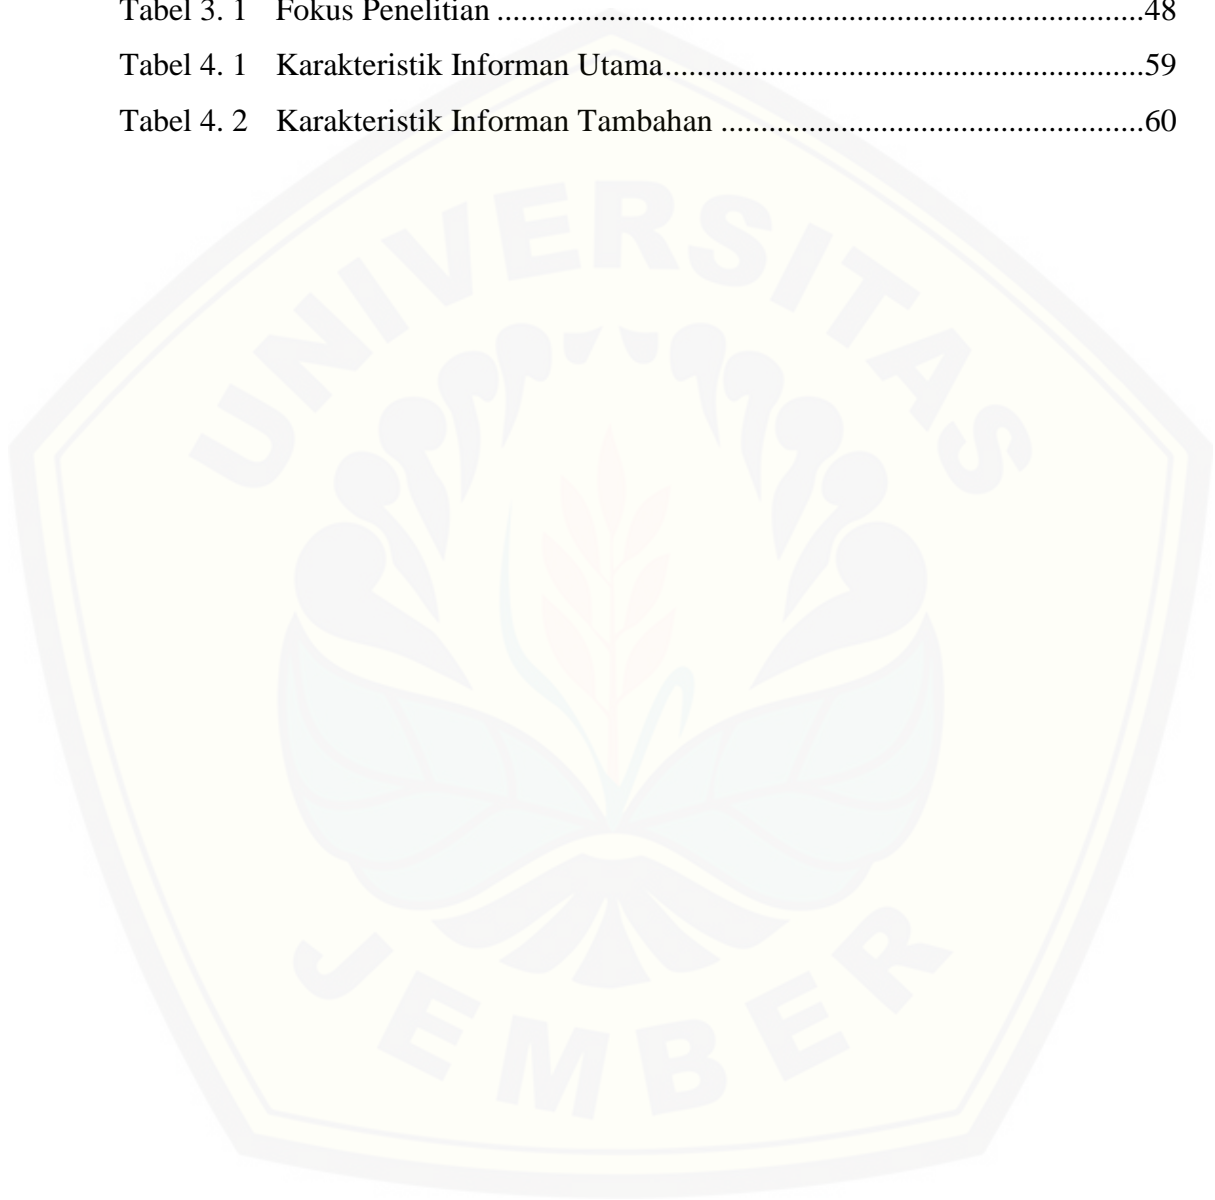 Tabel 3. 1 Fokus Penelitian .................................................................................48
Tabel 4. 1 Karakteristik Informan Utama............................................................59
Tabel 4. 2 Karakteristik Informan Tambahan .....................................................60
UNIVERSITAS
JEMBER